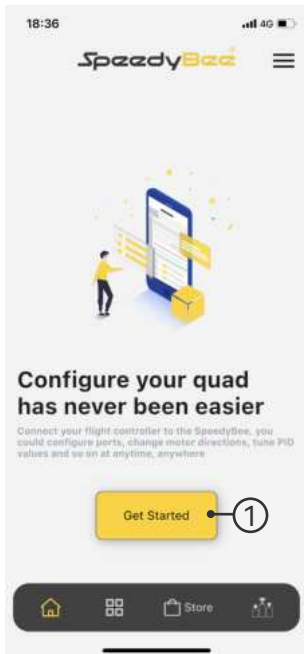 18:36
4G
SpeedyBee
Configure your quad
has never been easier
Connect your flight controller to the SpeedyBee, you
could configure ports, change motor directions, tune PID
values and so on at anytime, anywhere
Get Started
1
Store